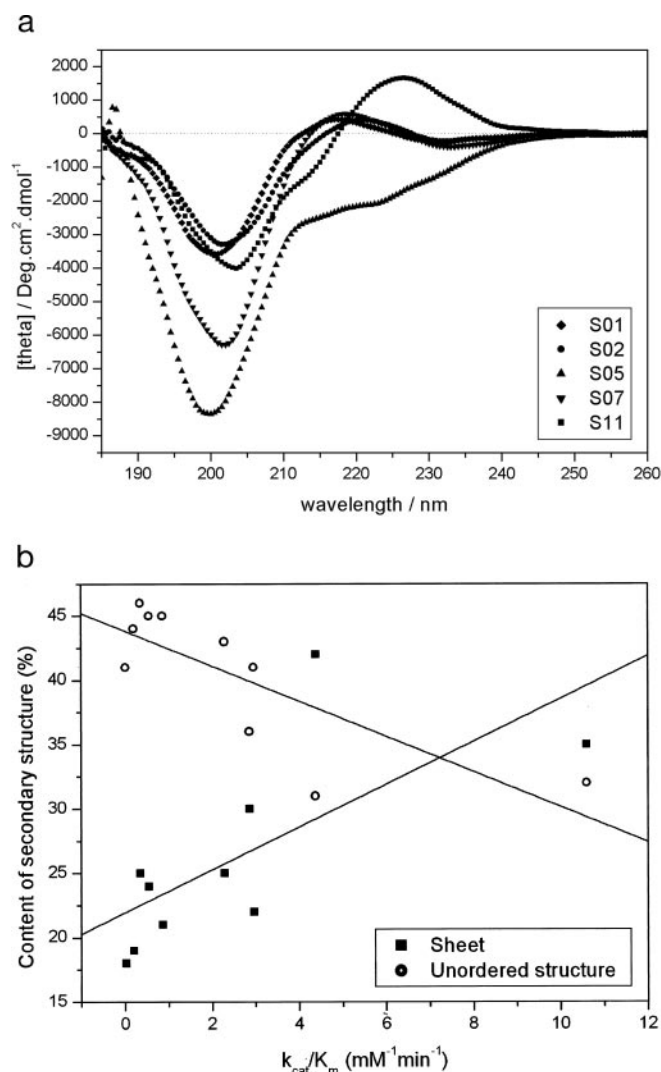 a
2000
1000
0
-1000
-2000
-3000
-4000
-5000
-6000
-7000
-8000
-9000
[theta] / Deg.cm².dmol⁻¹
S01
S02
S05
S07
S11
190 200 210 220 230 240 250 260
wavelength / nm
b
45
40
35
30
25
20
15
Content of secondary structure (%)
Sheet
Unordered structure
0 2 4 6 8 10 12
k_cat/K_m (mM⁻¹min⁻¹)